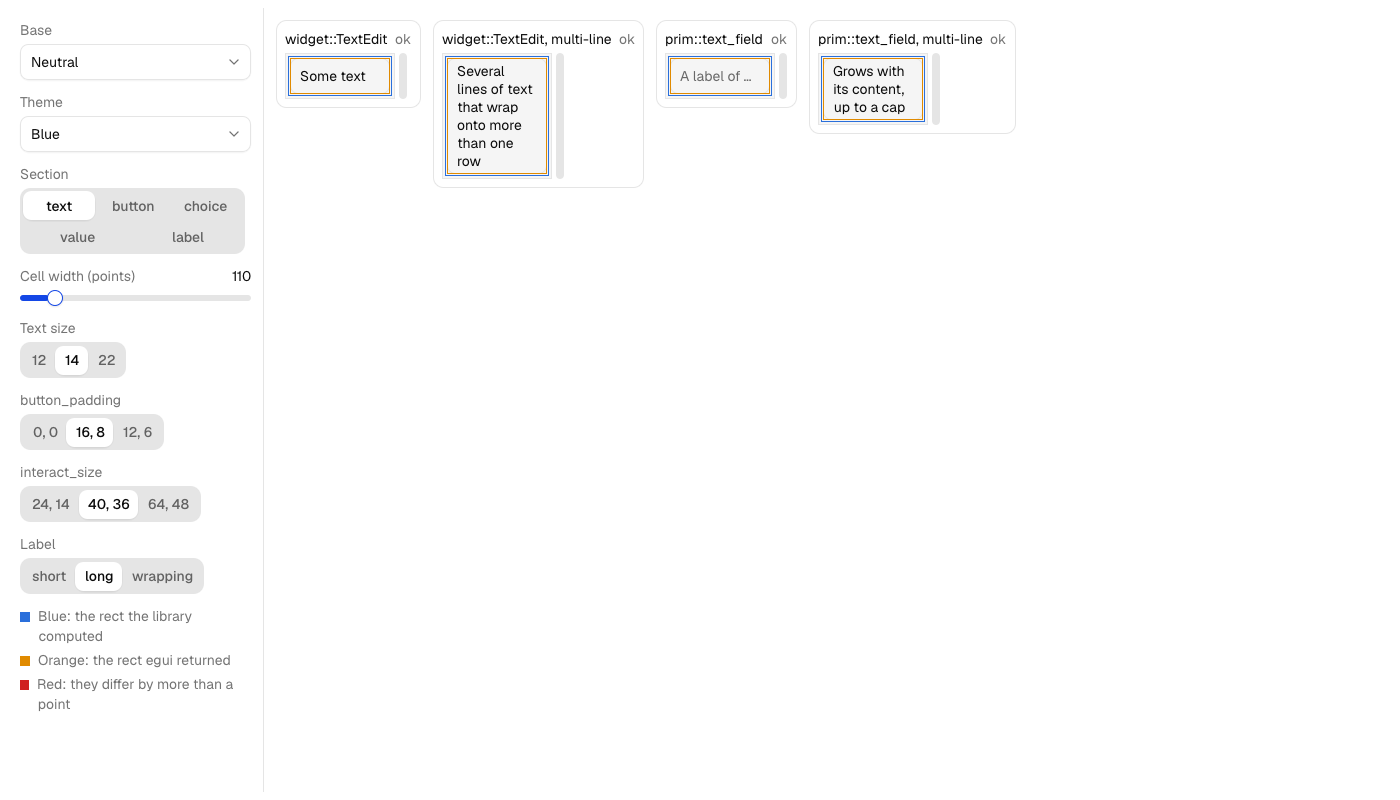 Base
Neutral
Theme
Blue
Section
text button choice
value label
Cell width (points) 110
Text size
12 14 22
button_padding
0, 0 16, 8 12, 6
interact_size
24, 14 40, 36 64, 48
Label
short long wrapping
Blue: the rect the library
computed
Orange: the rect egui returned
Red: they differ by more than a
point
widget::TextEdit ok
Some text
widget::TextEdit, multi-line ok
Several
lines of text
that wrap
onto more
than one
row
prim::text_field ok
A label of …
prim::text_field, multi-line ok
Grows with
its content,
up to a cap